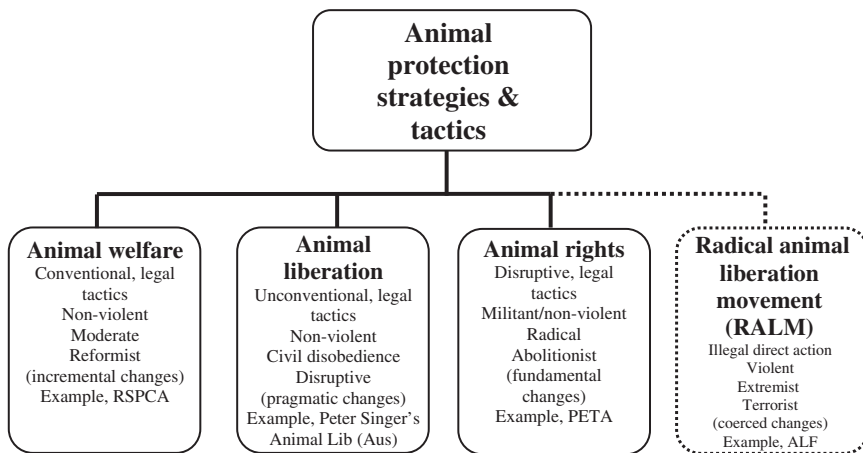 Animal
protection
strategies &
tactics
Animal welfare
Conventional, legal
tactics
Non-violent
Moderate
Reformist
(incremental changes)
Example, RSPCA
Animal
liberation
Unconventional, legal
tactics
Non-violent
Civil disobedience
Disruptive
(pragmatic changes)
Example, Peter Singer's
Animal Lib (Aus)
Animal rights
Disruptive, legal
tactics
Militant/non-violent
Radical
Abolitionist
(fundamental
changes)
Example, PETA
Radical animal
liberation
movement
(RALM)
Illegal direct action
Violent
Extremist
Terrorist
(coerced changes)
Example, ALF